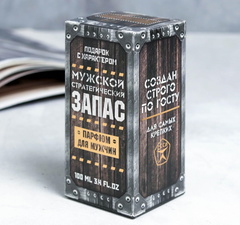 ПОДАРОК
С ХАРАКТЕРОМ
МУЖСКОЙ
СТРАТЕГИЧЕСКИЙ
ЗАПАС
ПАРФЮМ
ДЛЯ МУЖЧИН
100 ML 3.4 FL.OZ
СОЗДАН
СТРОГО
ПО ГОСТУ
ДЛЯ САМЫХ
КРЕПКИХ